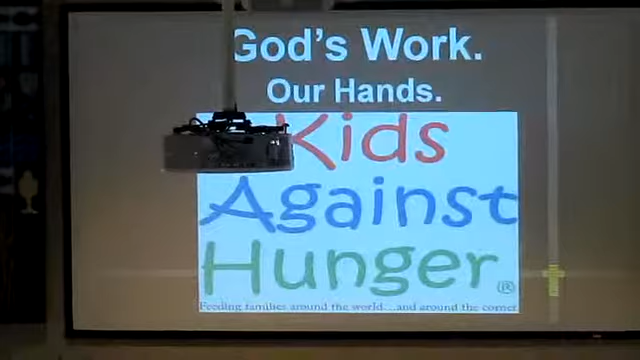 God's Work.
Our Hands.
Kids
Against
Hunger®
Feeding families around the world...and around the corner